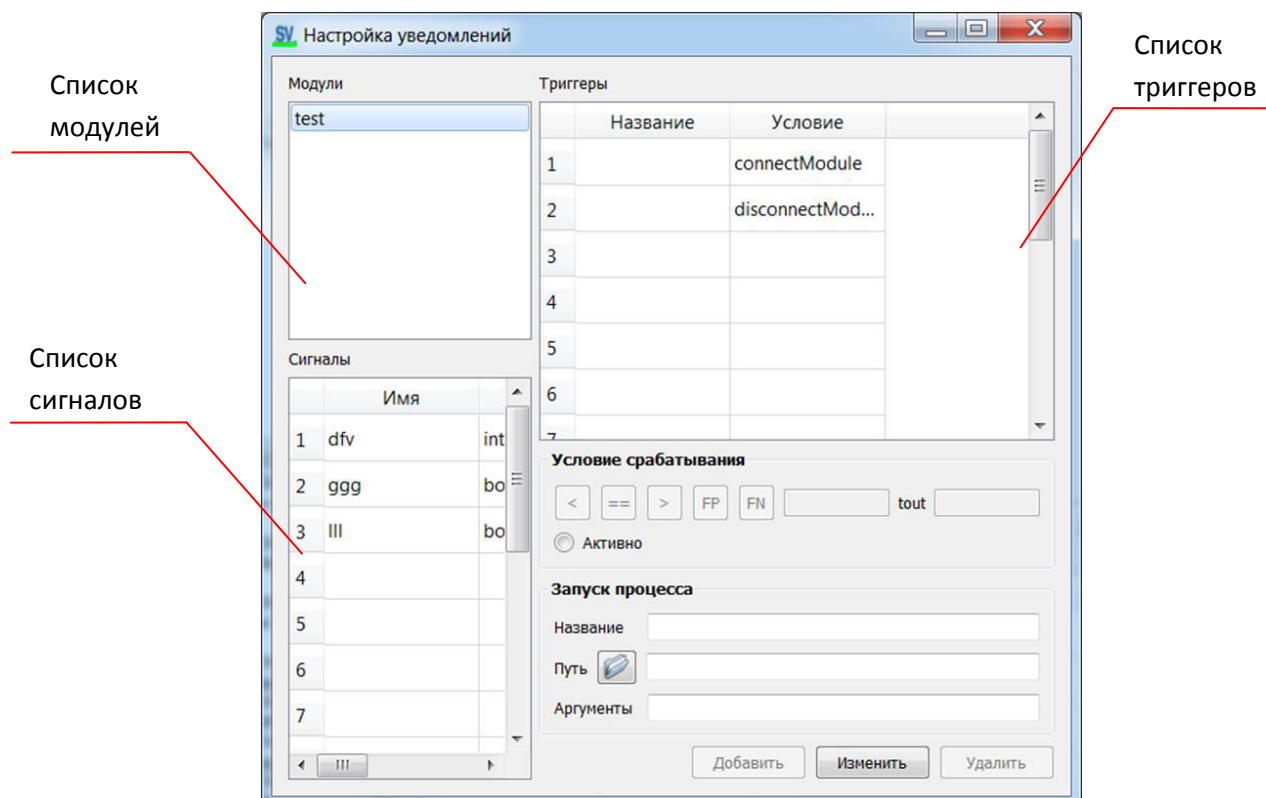 SV Настройка уведомлений
Список
триггеров
Список
модулей
Модули
test
Триггеры
Название Условие
1 connectModule
2 disconnectMod...
3
4
5
6
7
Список
сигналов
Сигналы
Имя
1 dfv int
2 ggg bo
3 lll bo
4
5
6
7
Условие срабатывания
< == > FP FN tout
Активно
Запуск процесса
Название
Путь
Аргументы
Добавить Изменить Удалить